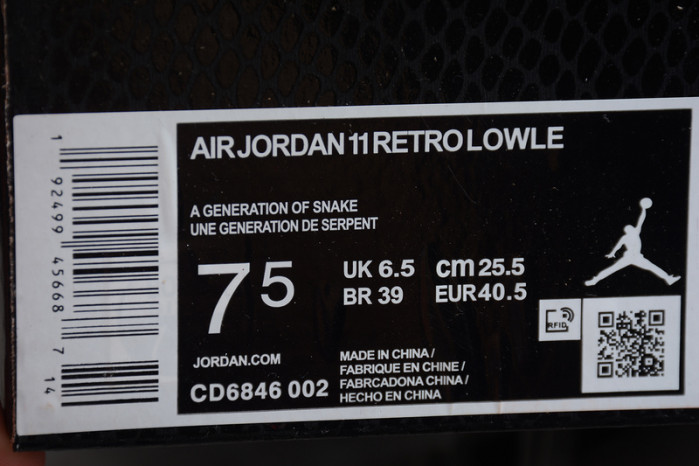 AIR JORDAN 11 RETRO LOWLE
A GENERATION OF SNAKE
UNE GENERATION DE SERPENT
7 5
UK 6.5 cm 25.5
BR 39 EUR 40.5
RFID
JORDAN.COM
CD6846 002
MADE IN CHINA /
FABRIQUE EN CHINE /
FABRCADONA CHINA /
HECHO EN CHINA
1 92499 45668 7 14